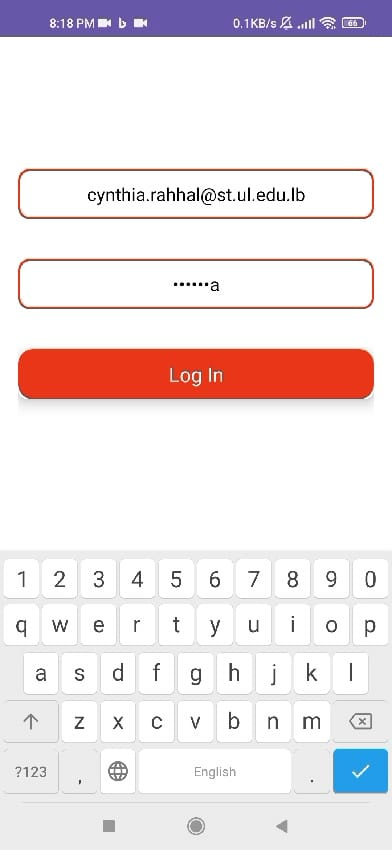 8:18 PM b 0.1KB/s 66
cynthia.rahhal@st.ul.edu.lb
••••••a
Log In
1 2 3 4 5 6 7 8 9 0
q w e r t y u i o p
a s d f g h j k l
z x c v b n m
?123 , English .